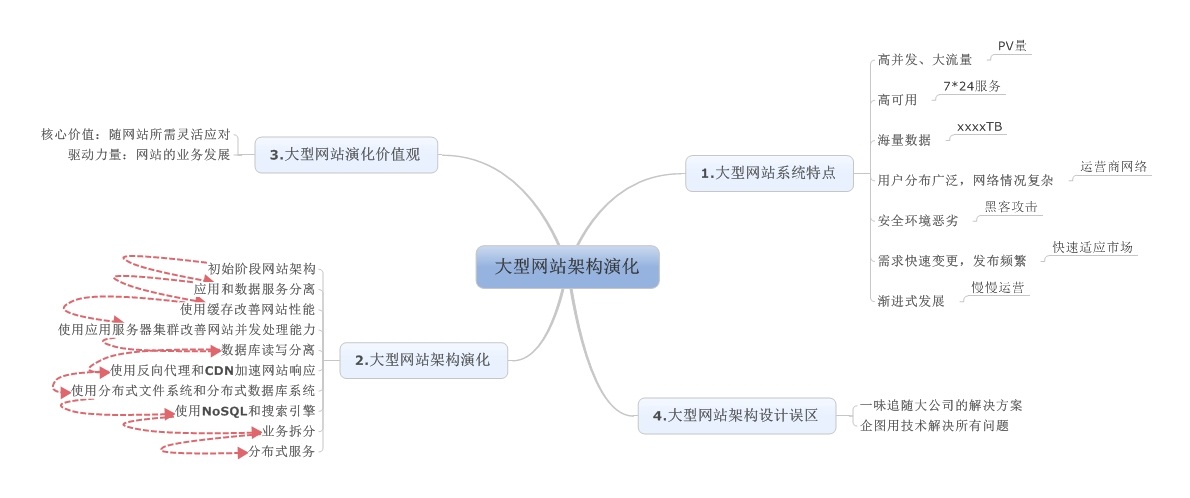 大型网站架构演化
1.大型网站系统特点
高并发、大流量
PV量
高可用
7*24服务
海量数据
xxxxTB
用户分布广泛，网络情况复杂
运营商网络
安全环境恶劣
黑客攻击
需求快速变更，发布频繁
快速适应市场
渐进式发展
慢慢运营
2.大型网站架构演化
初始阶段网站架构
应用和数据服务分离
使用缓存改善网站性能
使用应用服务器集群改善网站并发处理能力
数据库读写分离
使用反向代理和CDN加速网站响应
使用分布式文件系统和分布式数据库系统
使用NoSQL和搜索引擎
业务拆分
分布式服务
3.大型网站演化价值观
核心价值：随网站所需灵活应对
驱动力量：网站的业务发展
4.大型网站架构设计误区
一味追随大公司的解决方案
企图用技术解决所有问题